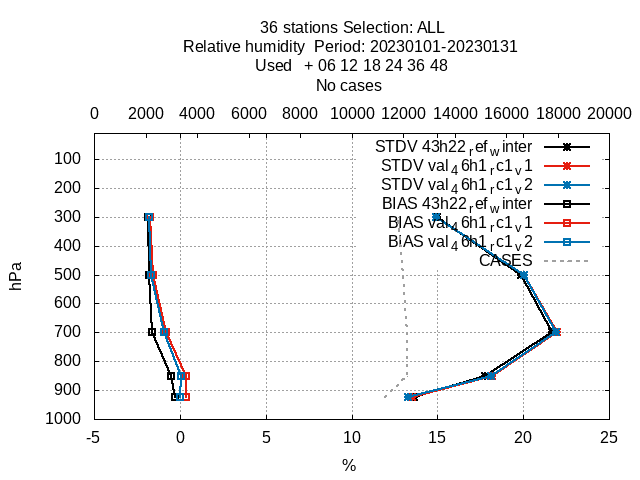 36 stations Selection: ALL
Relative humidity  Period: 20230101-20230131
Used   + 06 12 18 24 36 48
No cases
0 2000 4000 6000 8000 10000 12000 14000 16000 18000 20000
STDV 43h22_ref_winter
STDV val_46h1_rc1_v1
STDV val_46h1_rc1_v2
BIAS 43h22_ref_winter
BIAS val_46h1_rc1_v1
BIAS val_46h1_rc1_v2
CASES
100
200
300
400
500
600
700
800
900
1000
hPa
-5 0 5 10 15 20 25
%